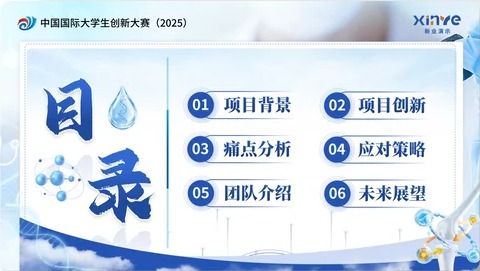 中国国际大学生创新大赛（2025）
xinye
新业演示
目录
01 项目背景
02 项目创新
03 痛点分析
04 应对策略
05 团队介绍
06 未来展望